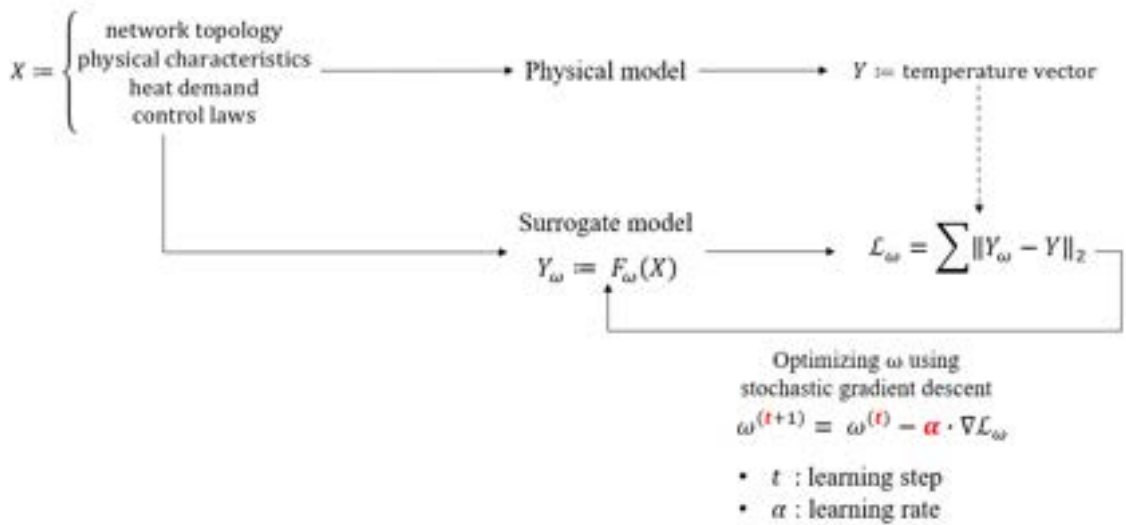 network topology
physical characteristics
heat demand
control laws
X ≔ {
Physical model
Y ≔ temperature vector
Surrogate model
Y_ω ≔ F_ω(X)
ℒ_ω = ∑‖Y_ω − Y‖₂
Optimizing ω using
stochastic gradient descent
ω^(t+1) = ω^(t) − α · ∇ℒ_ω
• t : learning step
• α : learning rate